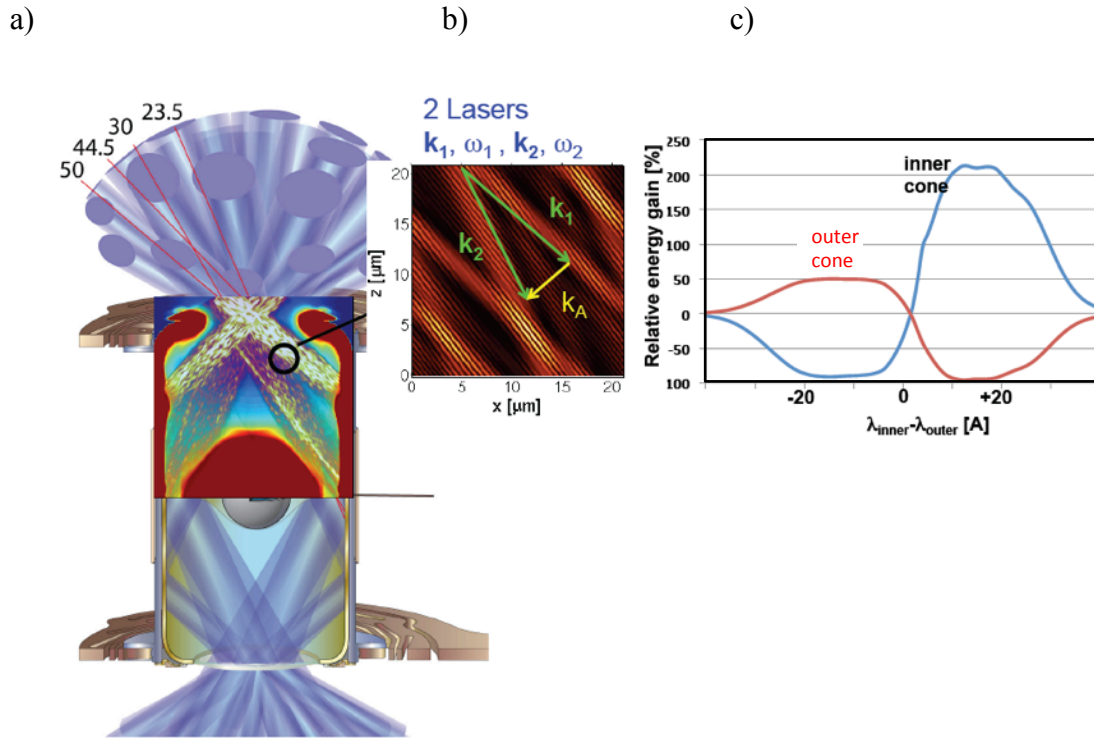 a)
b)
c)
23.5
30
44.5
50
2 Lasers
k₁, ω₁ , k₂, ω₂
20
15
10
5
0
z [µm]
k₁
k₂
k_A
0 5 10 15 20
x [µm]
250
200
150
100
50
0
-50
100
Relative energy gain [%]
inner
cone
outer
cone
-20 0 +20
λinner-λouter [A]